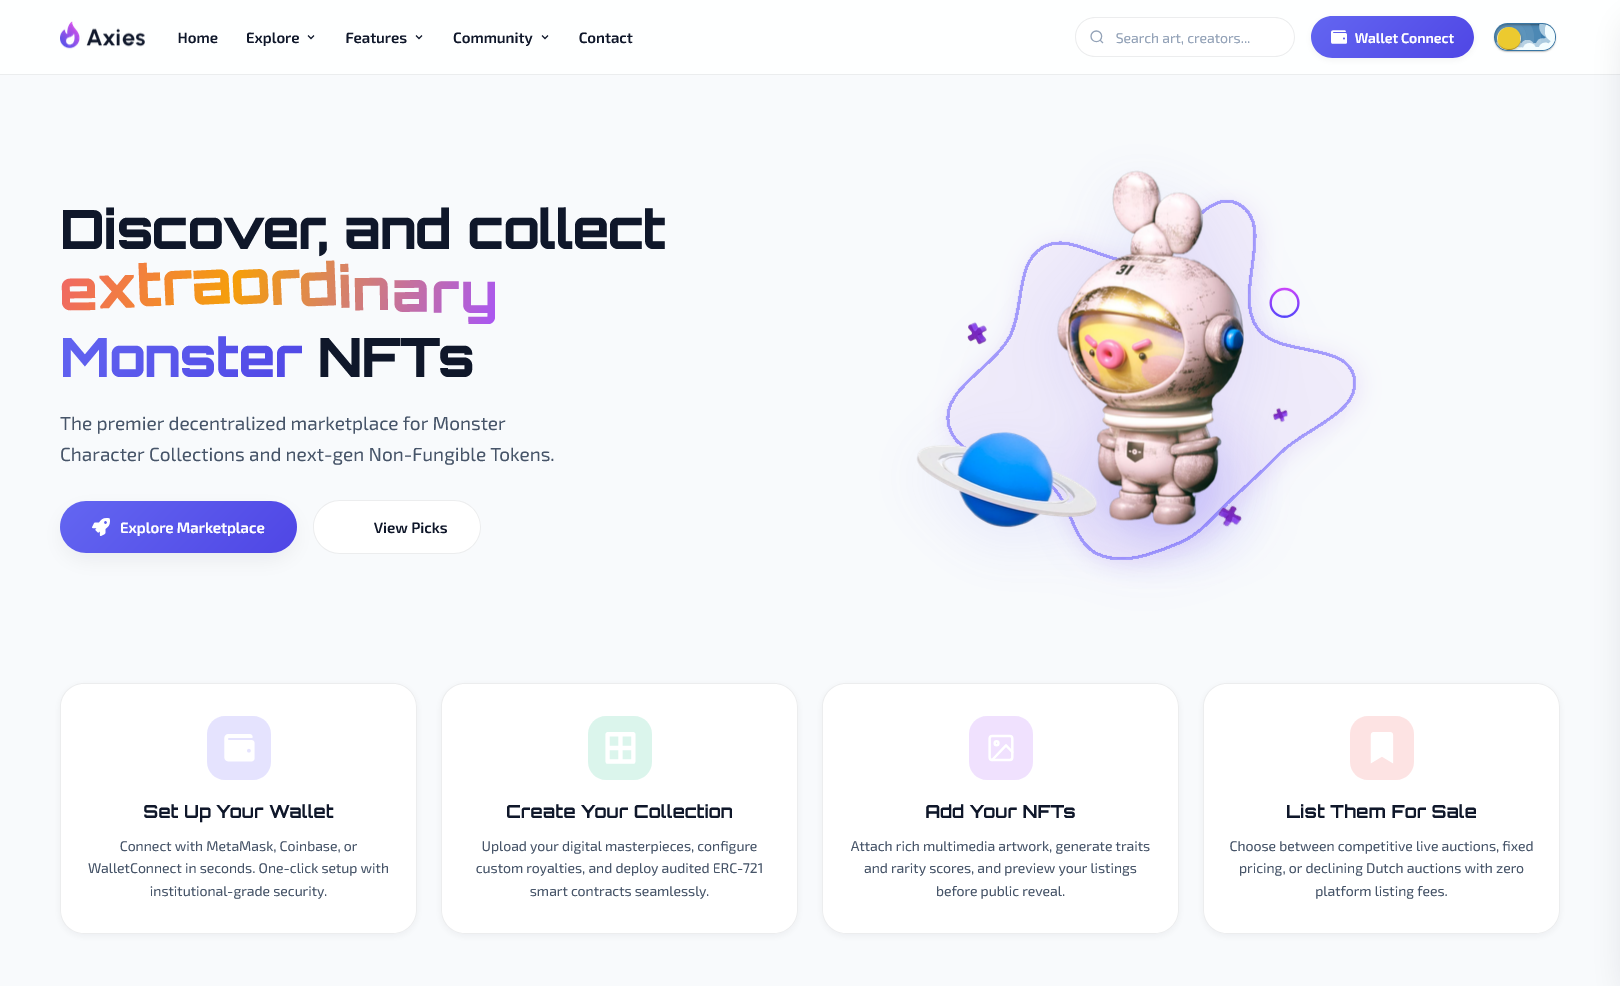 Axies
Home Explore Features Community Contact
Search art, creators...
Wallet Connect
Discover, and collect
extraordinary
Monster NFTs
The premier decentralized marketplace for Monster
Character Collections and next-gen Non-Fungible Tokens.
Explore Marketplace
View Picks
31
Set Up Your Wallet
Connect with MetaMask, Coinbase, or
WalletConnect in seconds. One-click setup with
institutional-grade security.
Create Your Collection
Upload your digital masterpieces, configure
custom royalties, and deploy audited ERC-721
smart contracts seamlessly.
Add Your NFTs
Attach rich multimedia artwork, generate traits
and rarity scores, and preview your listings
before public reveal.
List Them For Sale
Choose between competitive live auctions, fixed
pricing, or declining Dutch auctions with zero
platform listing fees.